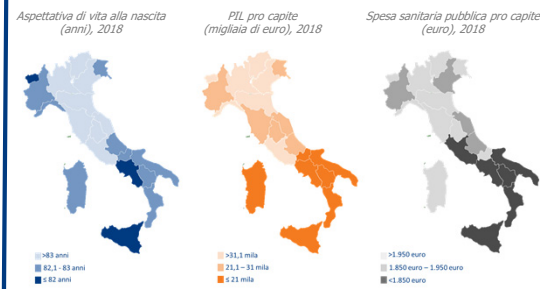 Aspettativa di vita alla nascita
(anni), 2018
PIL pro capite
(migliaia di euro), 2018
Spesa sanitaria pubblica pro capite
(euro), 2018
>83 anni
82,1 - 83 anni
≤ 82 anni
>31,1 mila
21,1 – 31 mila
≤ 21 mila
>1.950 euro
1.850 euro – 1.950 euro
<1.850 euro